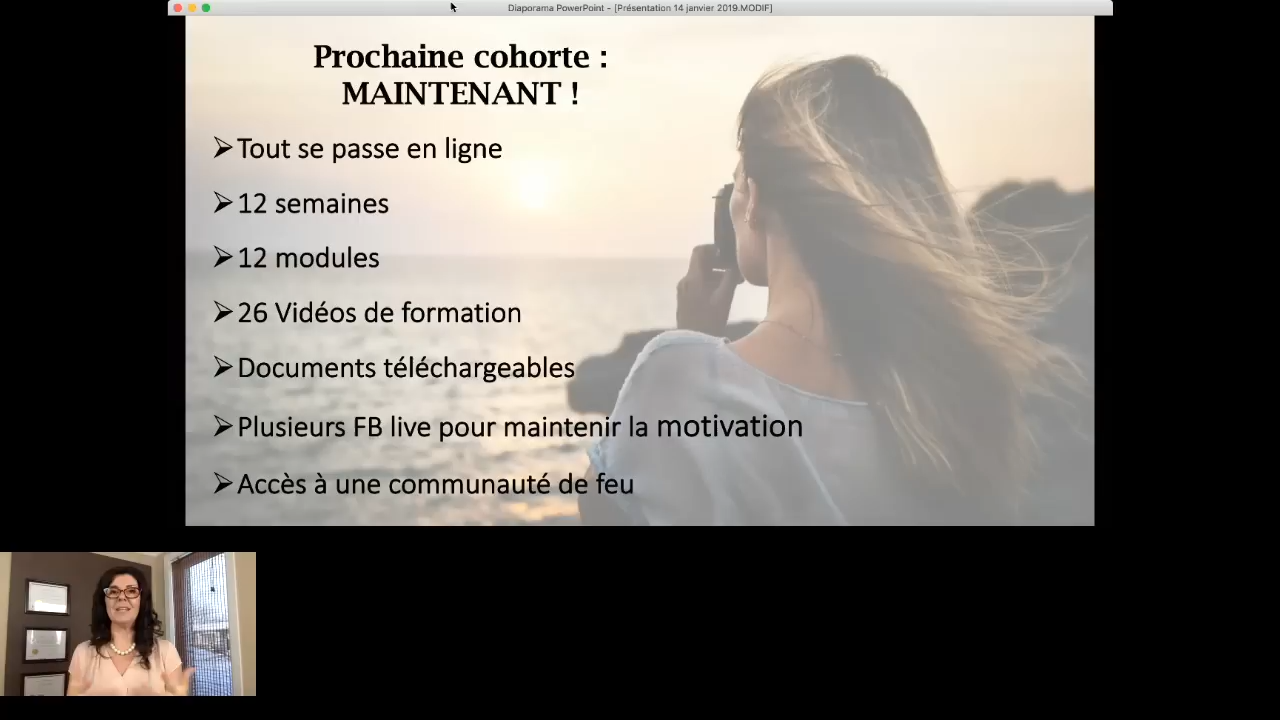 Diaporama PowerPoint - [Présentation 14 janvier 2019.MODIF]
Prochaine cohorte :
MAINTENANT !
➢Tout se passe en ligne
➢12 semaines
➢12 modules
➢26 Vidéos de formation
➢Documents téléchargeables
➢Plusieurs FB live pour maintenir la motivation
➢Accès à une communauté de feu